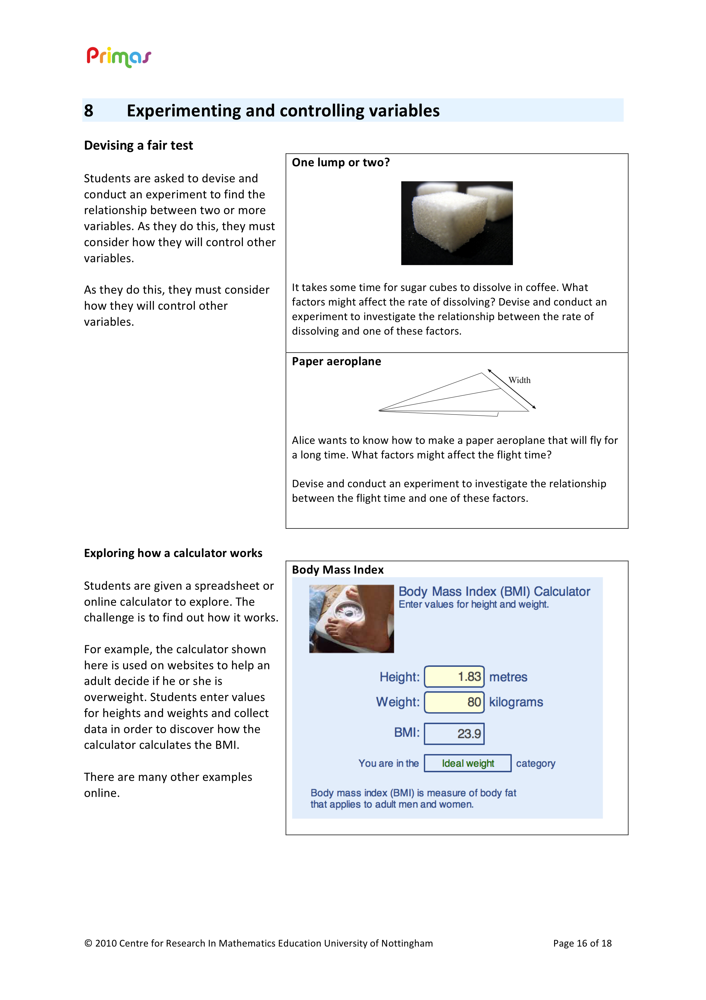 Primas
8 Experimenting and controlling variables
Devising a fair test
Students are asked to devise and
conduct an experiment to find the
relationship between two or more
variables. As they do this, they must
consider how they will control other
variables.
As they do this, they must consider
how they will control other
variables.
One lump or two?
It takes some time for sugar cubes to dissolve in coffee. What
factors might affect the rate of dissolving? Devise and conduct an
experiment to investigate the relationship between the rate of
dissolving and one of these factors.
Paper aeroplane
Width
Alice wants to know how to make a paper aeroplane that will fly for
a long time. What factors might affect the flight time?
Devise and conduct an experiment to investigate the relationship
between the flight time and one of these factors.
Exploring how a calculator works
Students are given a spreadsheet or
online calculator to explore. The
challenge is to find out how it works.
For example, the calculator shown
here is used on websites to help an
adult decide if he or she is
overweight. Students enter values
for heights and weights and collect
data in order to discover how the
calculator calculates the BMI.
There are many other examples
online.
Body Mass Index
Body Mass Index (BMI) Calculator
Enter values for height and weight.
Height: 1.83 metres
Weight: 80 kilograms
BMI: 23.9
You are in the Ideal weight category
Body mass index (BMI) is measure of body fat
that applies to adult men and women.
© 2010 Centre for Research In Mathematics Education University of Nottingham Page 16 of 18